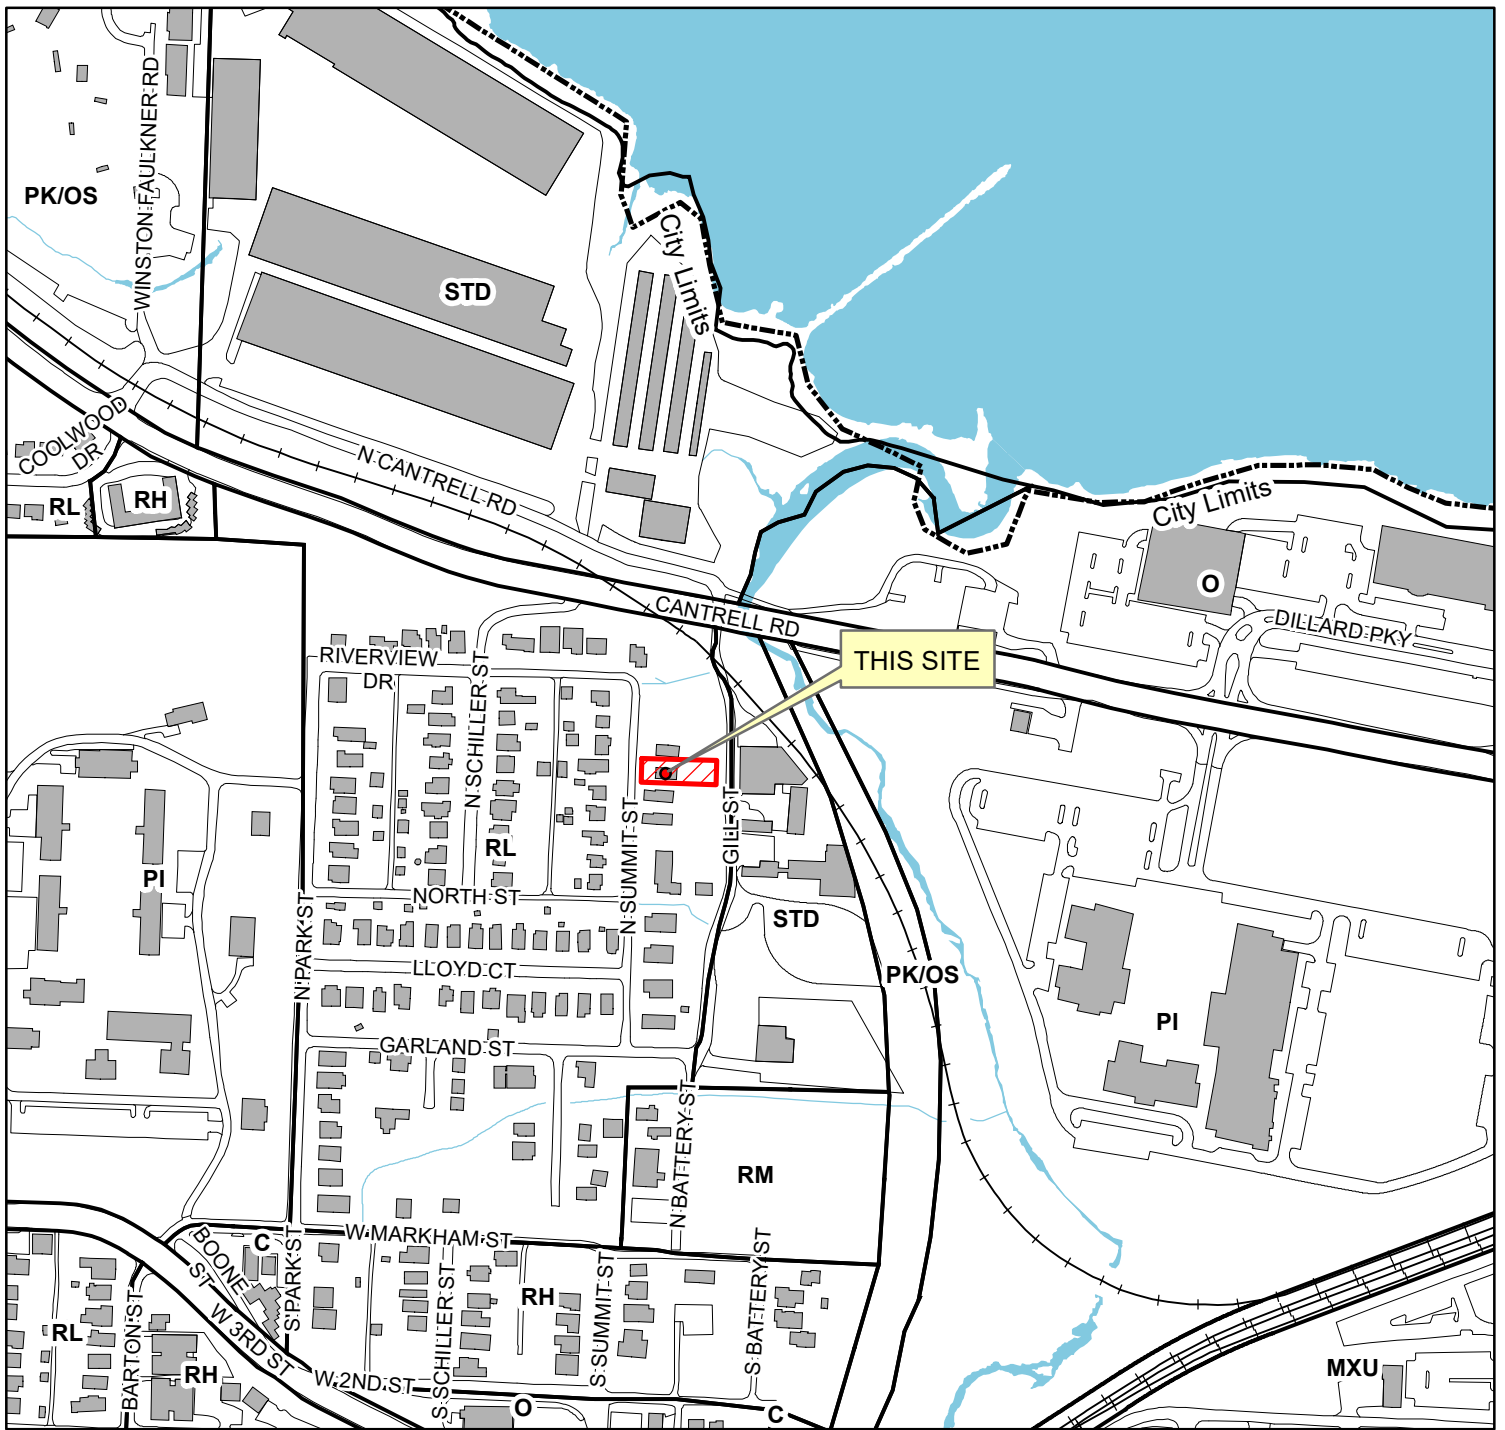 WINSTON FAULKNER RD
PK/OS
City Limits
STD
COOLWOOD
DR
N CANTRELL RD
RL
RH
City Limits
O
CANTRELL RD
DILLARD PKY
THIS SITE
RIVERVIEW
DR
N SCHILLER ST
N SUMMIT ST
GILL ST
RL
PI
NORTH ST
N PARK ST
STD
LLOYD CT
PK/OS
PI
GARLAND ST
N BATTERY ST
RM
W MARKHAM ST
C
BOONE
ST
S PARK ST
S SCHILLER ST
RH
S SUMMIT ST
S BATTERY ST
RL
BARTON ST
W 3RD ST
RH
W 2ND ST
O
C
MXU